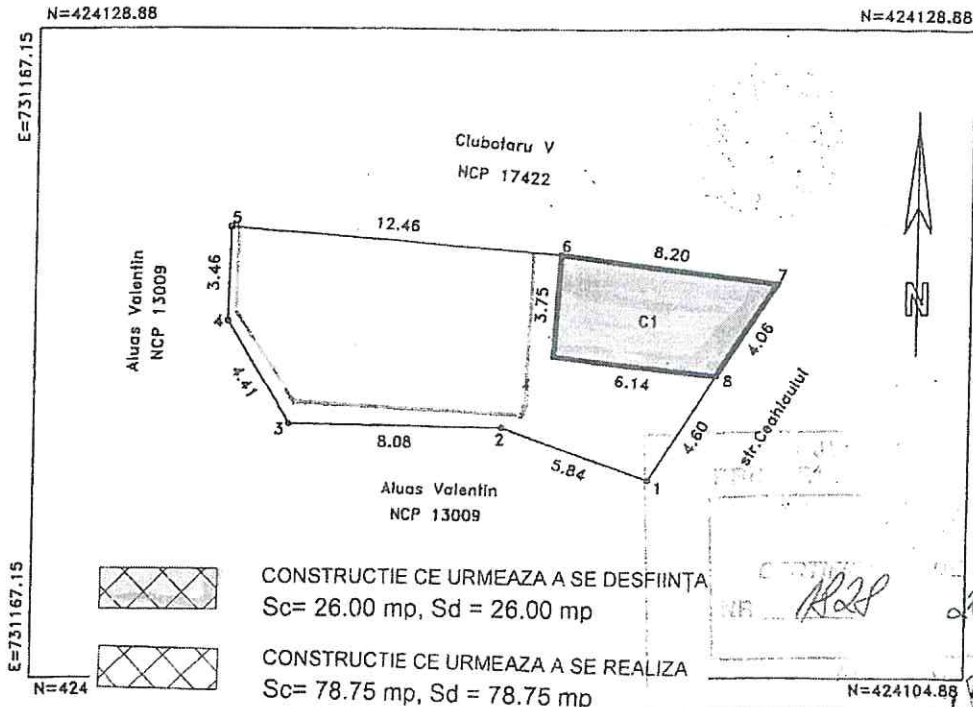 N=424128.88
N=424128.88
E=731167.15
Clubotaru V
NCP 17422
5
12.46
6
8.20
7
3.46
Aluas Valentin
NCP 13009
3.75
C1
4.06
N
4
6.14
8
4.41
str.Ceahlaului
4.60
3
8.08
2
5.84
1
Aluas Valentin
NCP 13009
CONSTRUCTIE CE URMEAZA A SE DESFIINȚA
Sc= 26.00 mp, Sd = 26.00 mp
NR
1828
E=731167.15
CONSTRUCTIE CE URMEAZA A SE REALIZA
Sc= 78.75 mp, Sd = 78.75 mp
N=424
N=424104.88